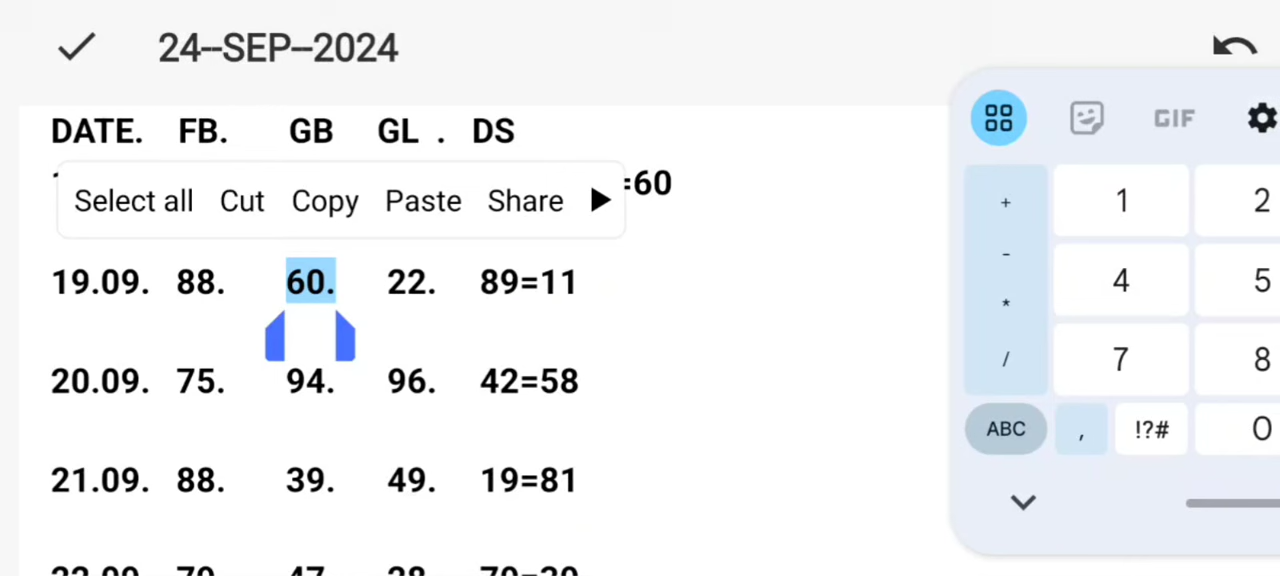 24--SEP--2024
DATE. FB. GB GL . DS
Select all Cut Copy Paste Share
=60
19.09. 88. 60. 22. 89=11
20.09. 75. 94. 96. 42=58
21.09. 88. 39. 49. 19=81
GIF
+ 1 2
- 4 5
*
/ 7 8
ABC , !?# 0